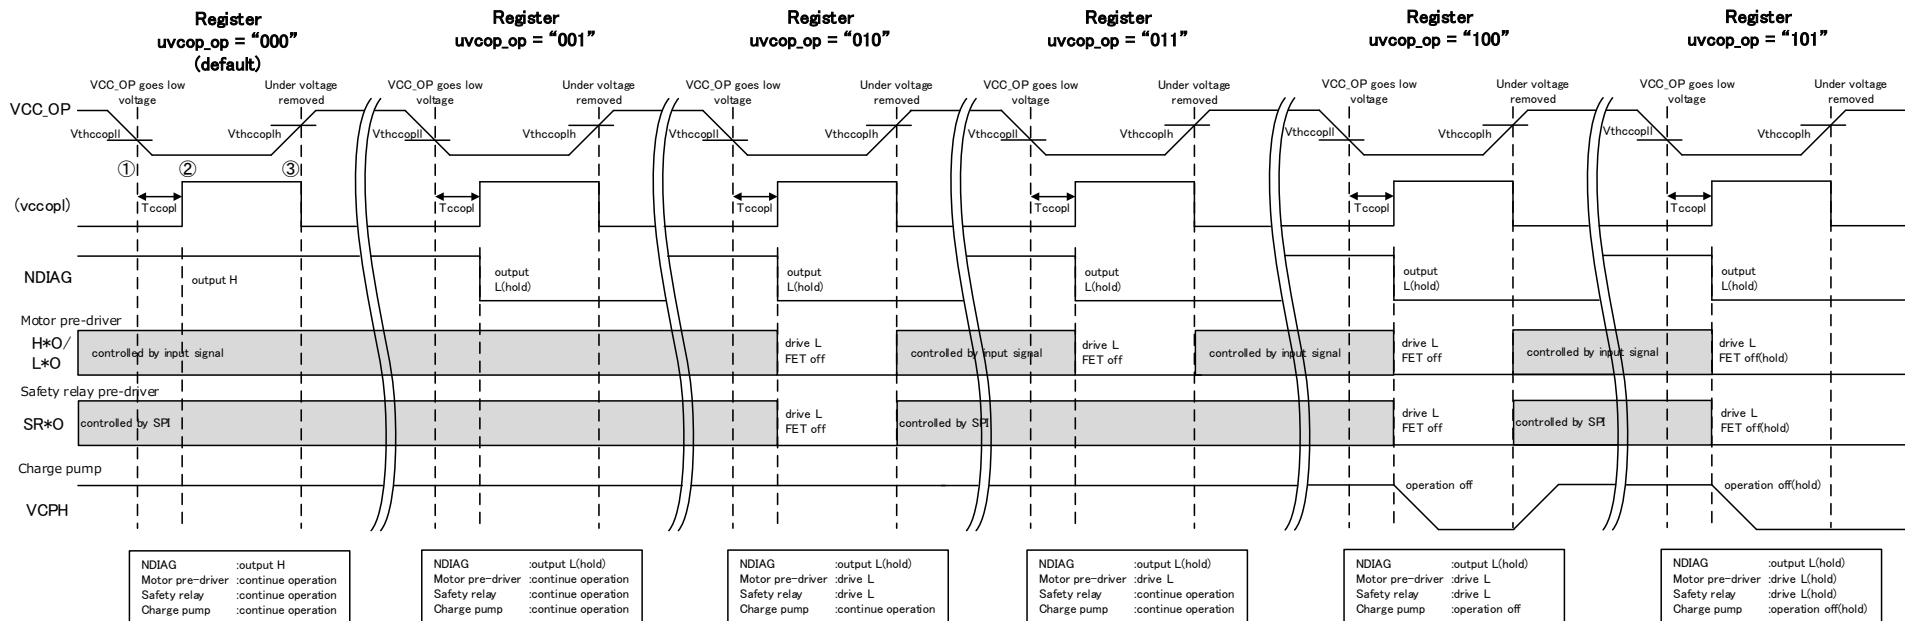 Register
uvcop_op = “000”
(default)
Register
uvcop_op = “001”
Register
uvcop_op = “010”
Register
uvcop_op = “011”
Register
uvcop_op = “100”
Register
uvcop_op = “101”
VCC_OP goes low
voltage
Under voltage
removed
VCC_OP goes low
voltage
Under voltage
removed
VCC_OP goes low
voltage
Under voltage
removed
VCC_OP goes low
voltage
Under voltage
removed
VCC_OP goes low
voltage
Under voltage
removed
VCC_OP goes low
voltage
Under voltage
removed
VCC_OP
Vthccopll
Vthccoplh
Vthccopll
Vthccoplh
Vthccopll
Vthccoplh
Vthccopll
Vthccoplh
Vthccopll
Vthccoplh
Vthccopll
Vthccoplh
① ② ③
(vccopl)
Tccopl
Tccopl
Tccopl
Tccopl
Tccopl
Tccopl
NDIAG
output H
output
L(hold)
output
L(hold)
output
L(hold)
output
L(hold)
output
L(hold)
Motor pre-driver
H*O/
L*O
controlled by input signal
drive L
FET off
controlled by input signal
drive L
FET off
controlled by input signal
drive L
FET off
controlled by input signal
drive L
FET off(hold)
Safety relay pre-driver
SR*O
controlled by SPI
drive L
FET off
controlled by SPI
drive L
FET off
controlled by SPI
drive L
FET off(hold)
Charge pump
VCPH
operation off
operation off(hold)
NDIAG :output H
Motor pre-driver :continue operation
Safety relay :continue operation
Charge pump :continue operation
NDIAG :output L(hold)
Motor pre-driver :continue operation
Safety relay :continue operation
Charge pump :continue operation
NDIAG :output L(hold)
Motor pre-driver :drive L
Safety relay :drive L
Charge pump :continue operation
NDIAG :output L(hold)
Motor pre-driver :drive L
Safety relay :continue operation
Charge pump :continue operation
NDIAG :output L(hold)
Motor pre-driver :drive L
Safety relay :drive L
Charge pump :operation off
NDIAG :output L(hold)
Motor pre-driver :drive L(hold)
Safety relay :drive L(hold)
Charge pump :operation off(hold)